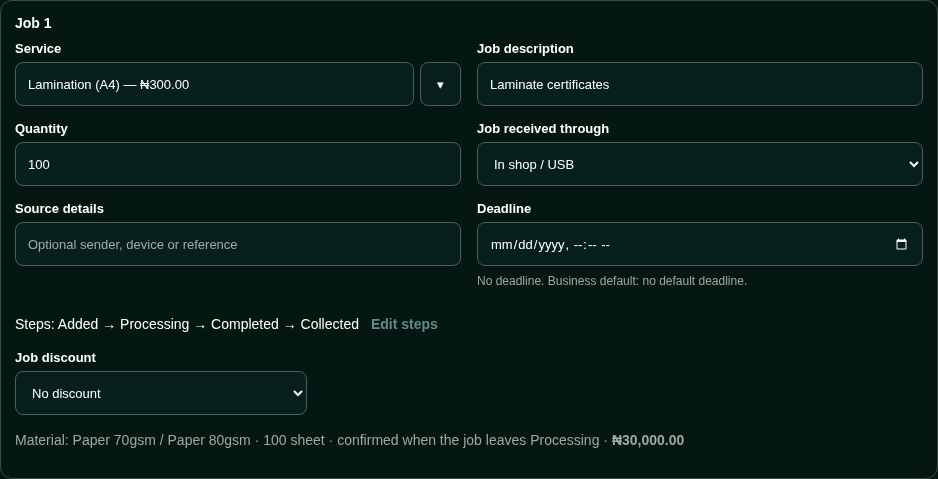 Job 1
Service
Job description
Lamination (A4) — ₦300.00
▾
Laminate certificates
Quantity
Job received through
100
In shop / USB
Source details
Deadline
Optional sender, device or reference
mm/dd/yyyy, --:-- --
No deadline. Business default: no default deadline.
Steps: Added → Processing → Completed → Collected Edit steps
Job discount
No discount
Material: Paper 70gsm / Paper 80gsm · 100 sheet · confirmed when the job leaves Processing · ₦30,000.00